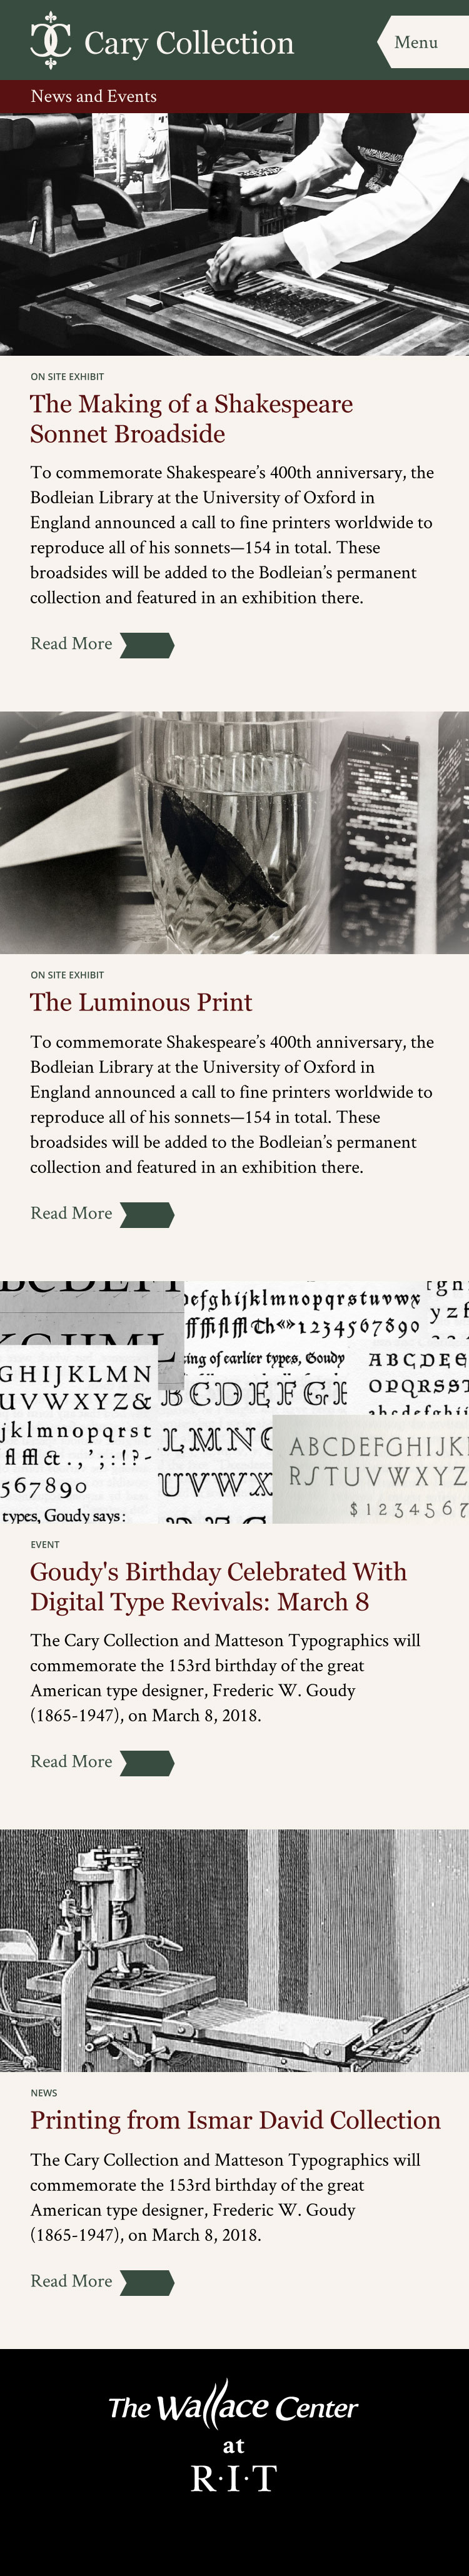 Cary Collection
Menu
News and Events
ON SITE EXHIBIT
The Making of a Shakespeare
Sonnet Broadside
To commemorate Shakespeare’s 400th anniversary, the
Bodleian Library at the University of Oxford in
England announced a call to fine printers worldwide to
reproduce all of his sonnets—154 in total. These
broadsides will be added to the Bodleian’s permanent
collection and featured in an exhibition there.
Read More
ON SITE EXHIBIT
The Luminous Print
To commemorate Shakespeare’s 400th anniversary, the
Bodleian Library at the University of Oxford in
England announced a call to fine printers worldwide to
reproduce all of his sonnets—154 in total. These
broadsides will be added to the Bodleian’s permanent
collection and featured in an exhibition there.
Read More
efghijklmnopqrstuvwx
1234567890
ing of earlier types, Goudy
GHIJKLMN
UVWXYZ&
jklmnopqrst
567890
types, Goudy says:
BCDEFGH
LMN
UVWX
ABCDEG
OPQRSST
ABCDEFGHIJK
RSTUVWXYZ
$1234567
EVENT
Goudy's Birthday Celebrated With
Digital Type Revivals: March 8
The Cary Collection and Matteson Typographics will
commemorate the 153rd birthday of the great
American type designer, Frederic W. Goudy
(1865-1947), on March 8, 2018.
Read More
NEWS
Printing from Ismar David Collection
The Cary Collection and Matteson Typographics will
commemorate the 153rd birthday of the great
American type designer, Frederic W. Goudy
(1865-1947), on March 8, 2018.
Read More
The Wallace Center
at
R·I·T